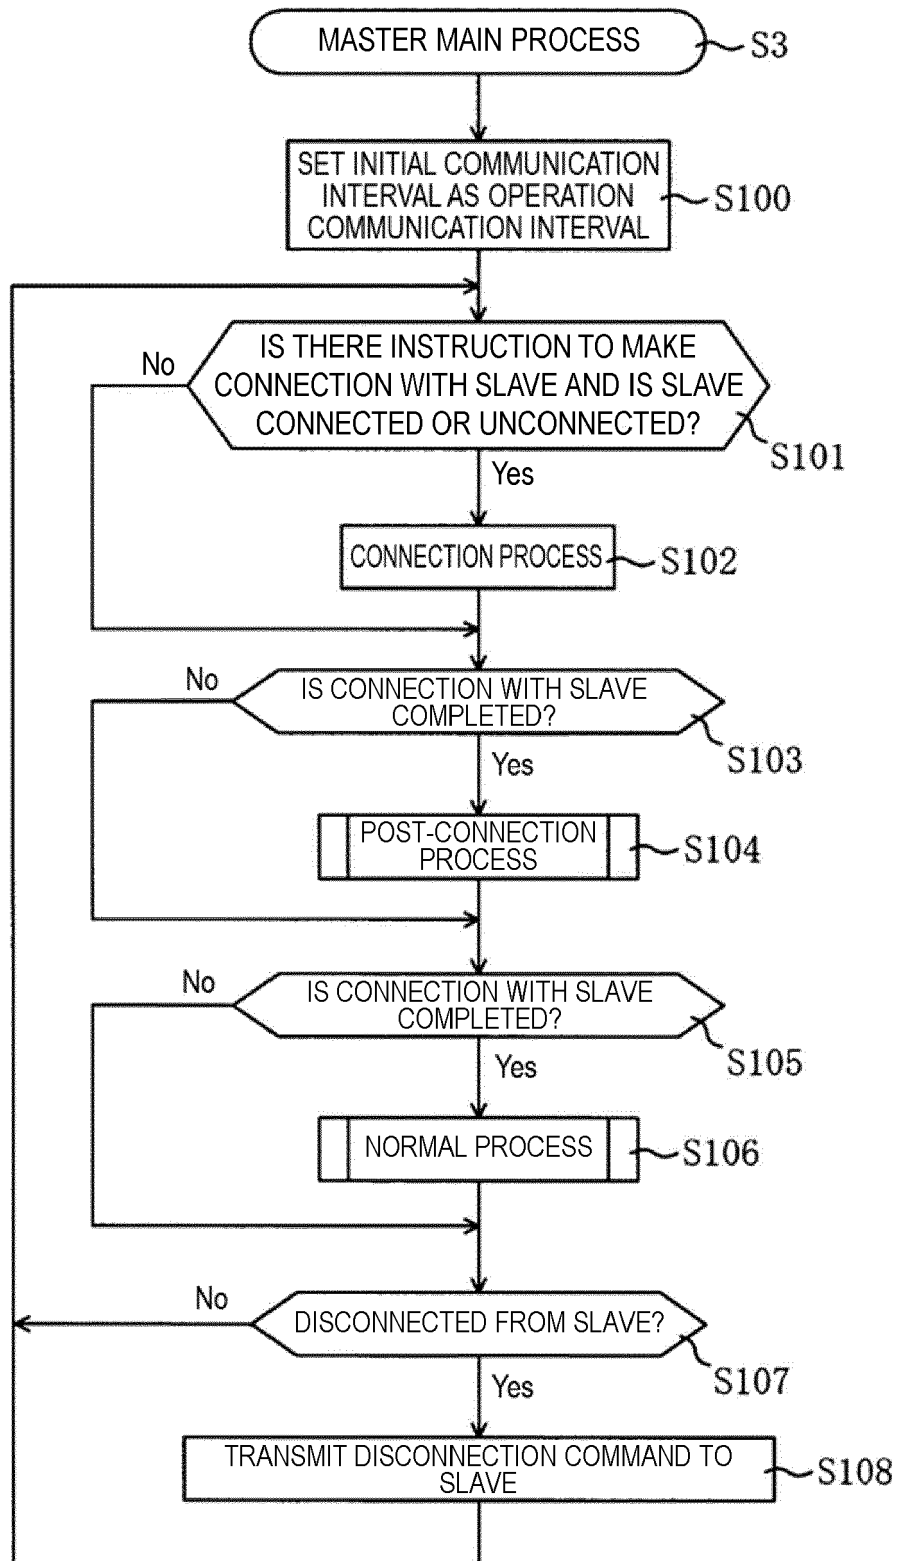 MASTER MAIN PROCESS
S3
SET INITIAL COMMUNICATION
INTERVAL AS OPERATION
COMMUNICATION INTERVAL
S100
IS THERE INSTRUCTION TO MAKE
CONNECTION WITH SLAVE AND IS SLAVE
CONNECTED OR UNCONNECTED?
No
S101
Yes
CONNECTION PROCESS
S102
No
IS CONNECTION WITH SLAVE
COMPLETED?
S103
Yes
POST-CONNECTION
PROCESS
S104
No
IS CONNECTION WITH SLAVE
COMPLETED?
S105
Yes
NORMAL PROCESS
S106
No
DISCONNECTED FROM SLAVE?
S107
Yes
TRANSMIT DISCONNECTION COMMAND TO
SLAVE
S108